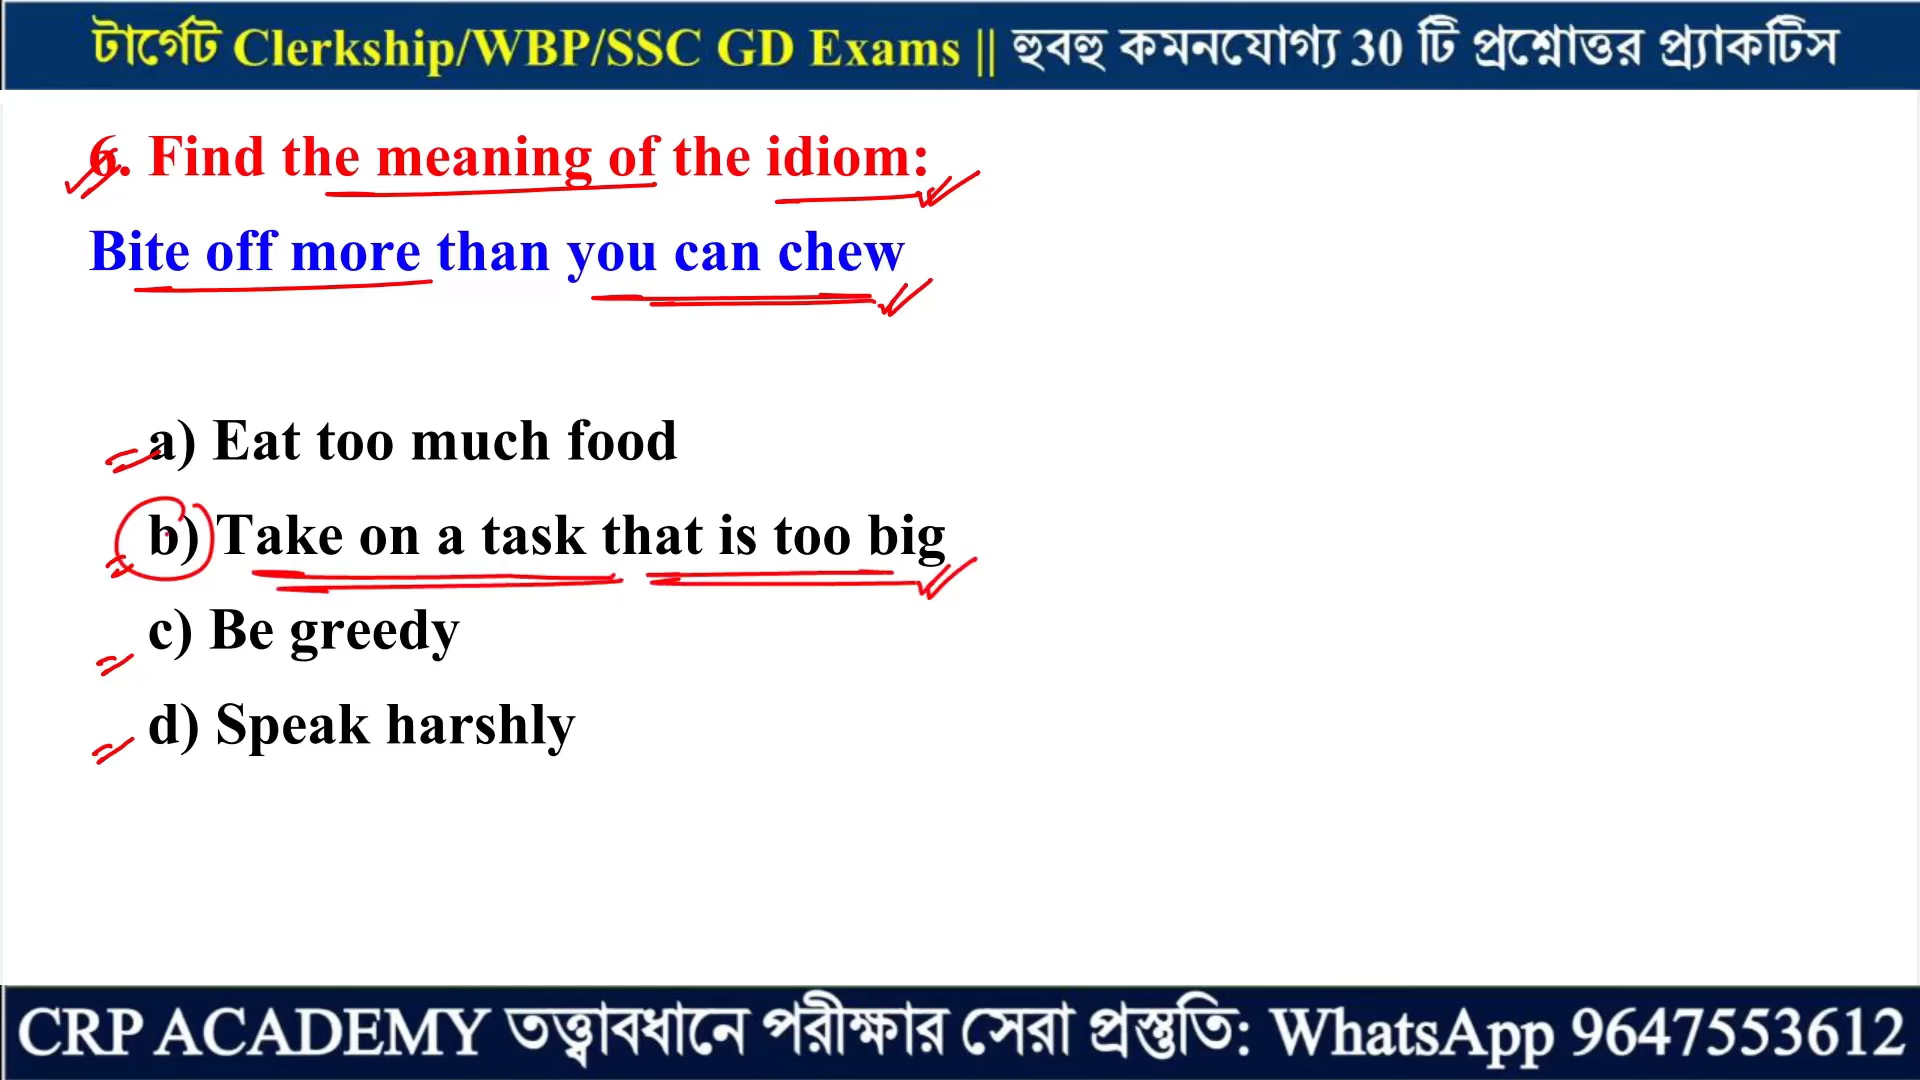 টার্গেট Clerkship/WBP/SSC GD Exams || হুবহু কমনযোগ্য 30 টি প্রশ্নোত্তর প্র্যাকটিস
6. Find the meaning of the idiom:
Bite off more than you can chew
a) Eat too much food
b) Take on a task that is too big
c) Be greedy
d) Speak harshly
CRP ACADEMY তত্ত্বাবধানে পরীক্ষার সেরা প্রস্তুতি: WhatsApp 9647553612